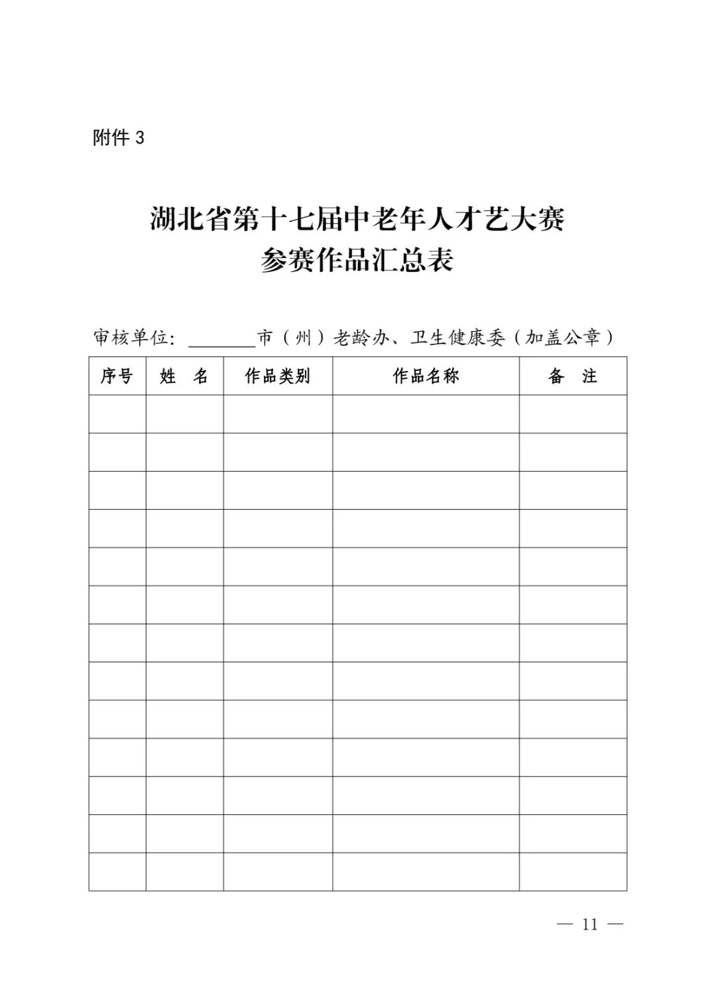 附件 3
湖北省第十七届中老年人才艺大赛
参赛作品汇总表
审核单位：_______市（州）老龄办、卫生健康委（加盖公章）
序号 姓　名 作品类别 作品名称 备　注
— 11 —